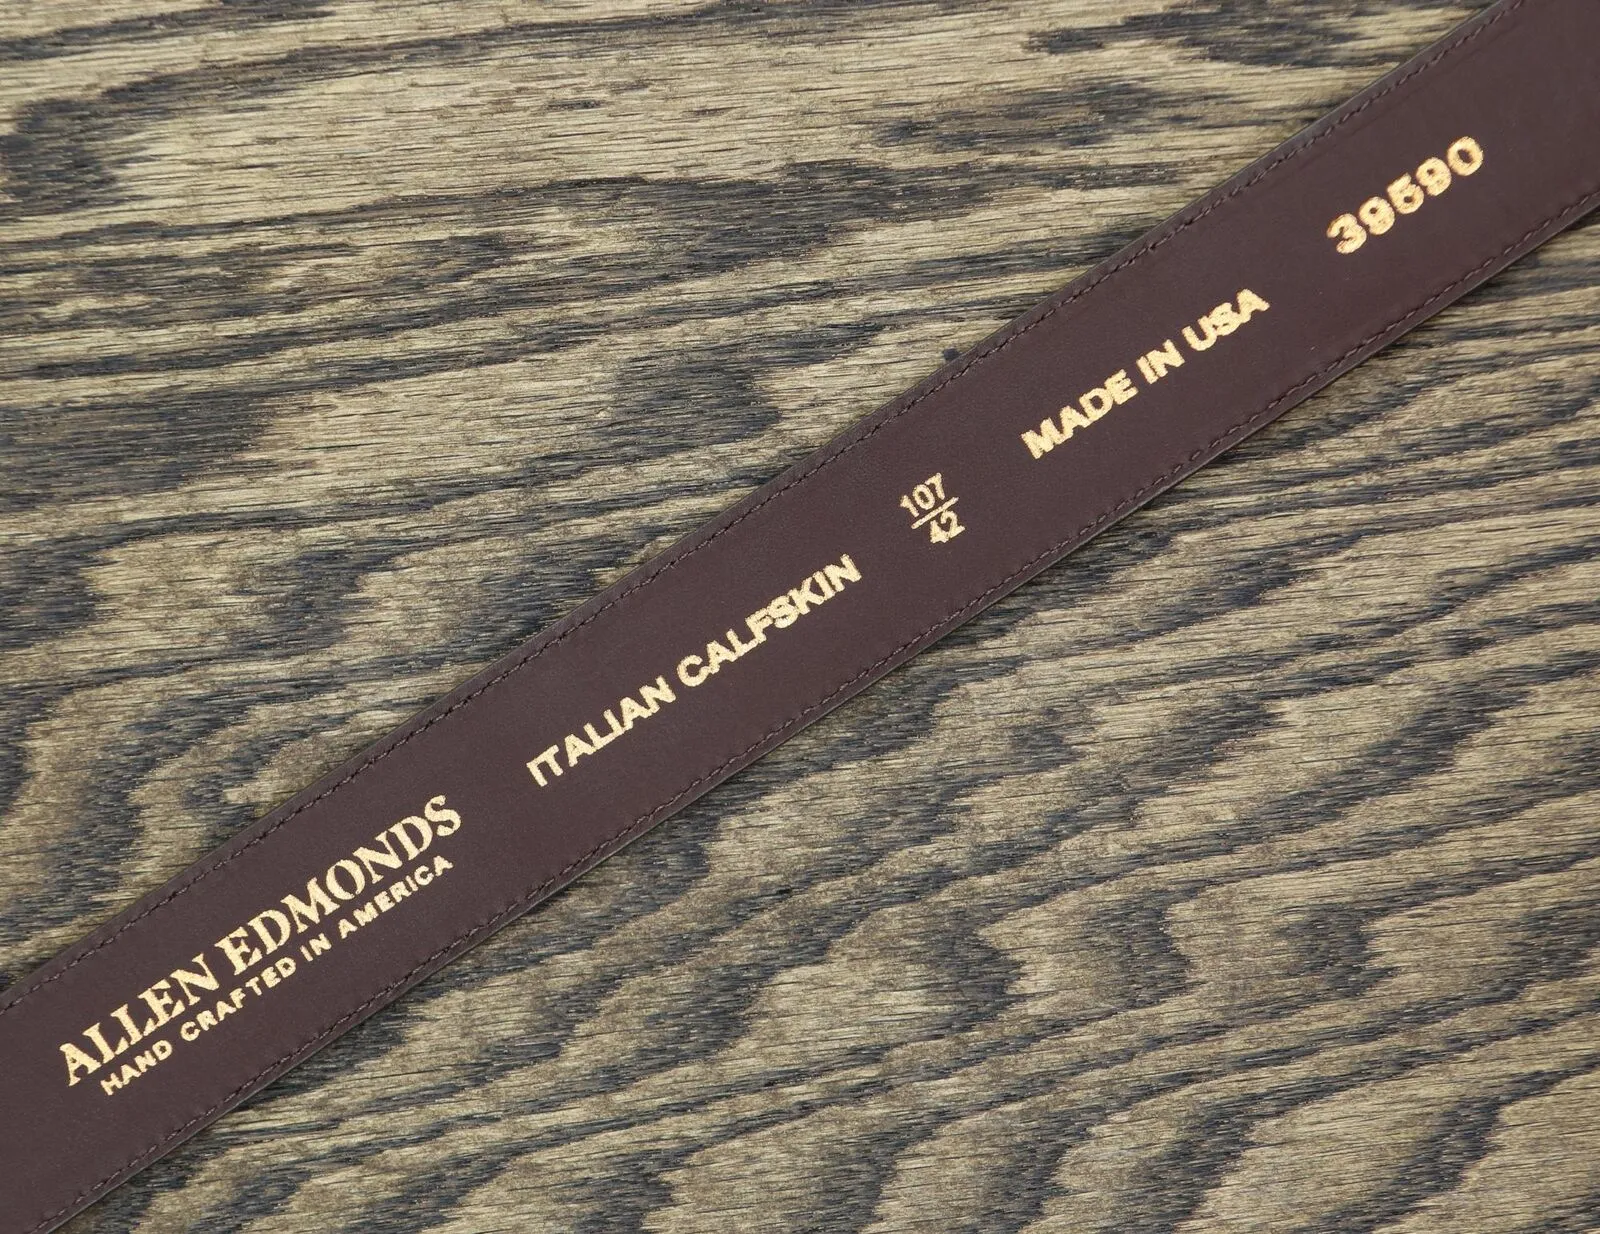 ALLEN EDMONDS
HAND CRAFTED IN AMERICA
ITALIAN CALFSKIN
107
42
MADE IN USA
39590